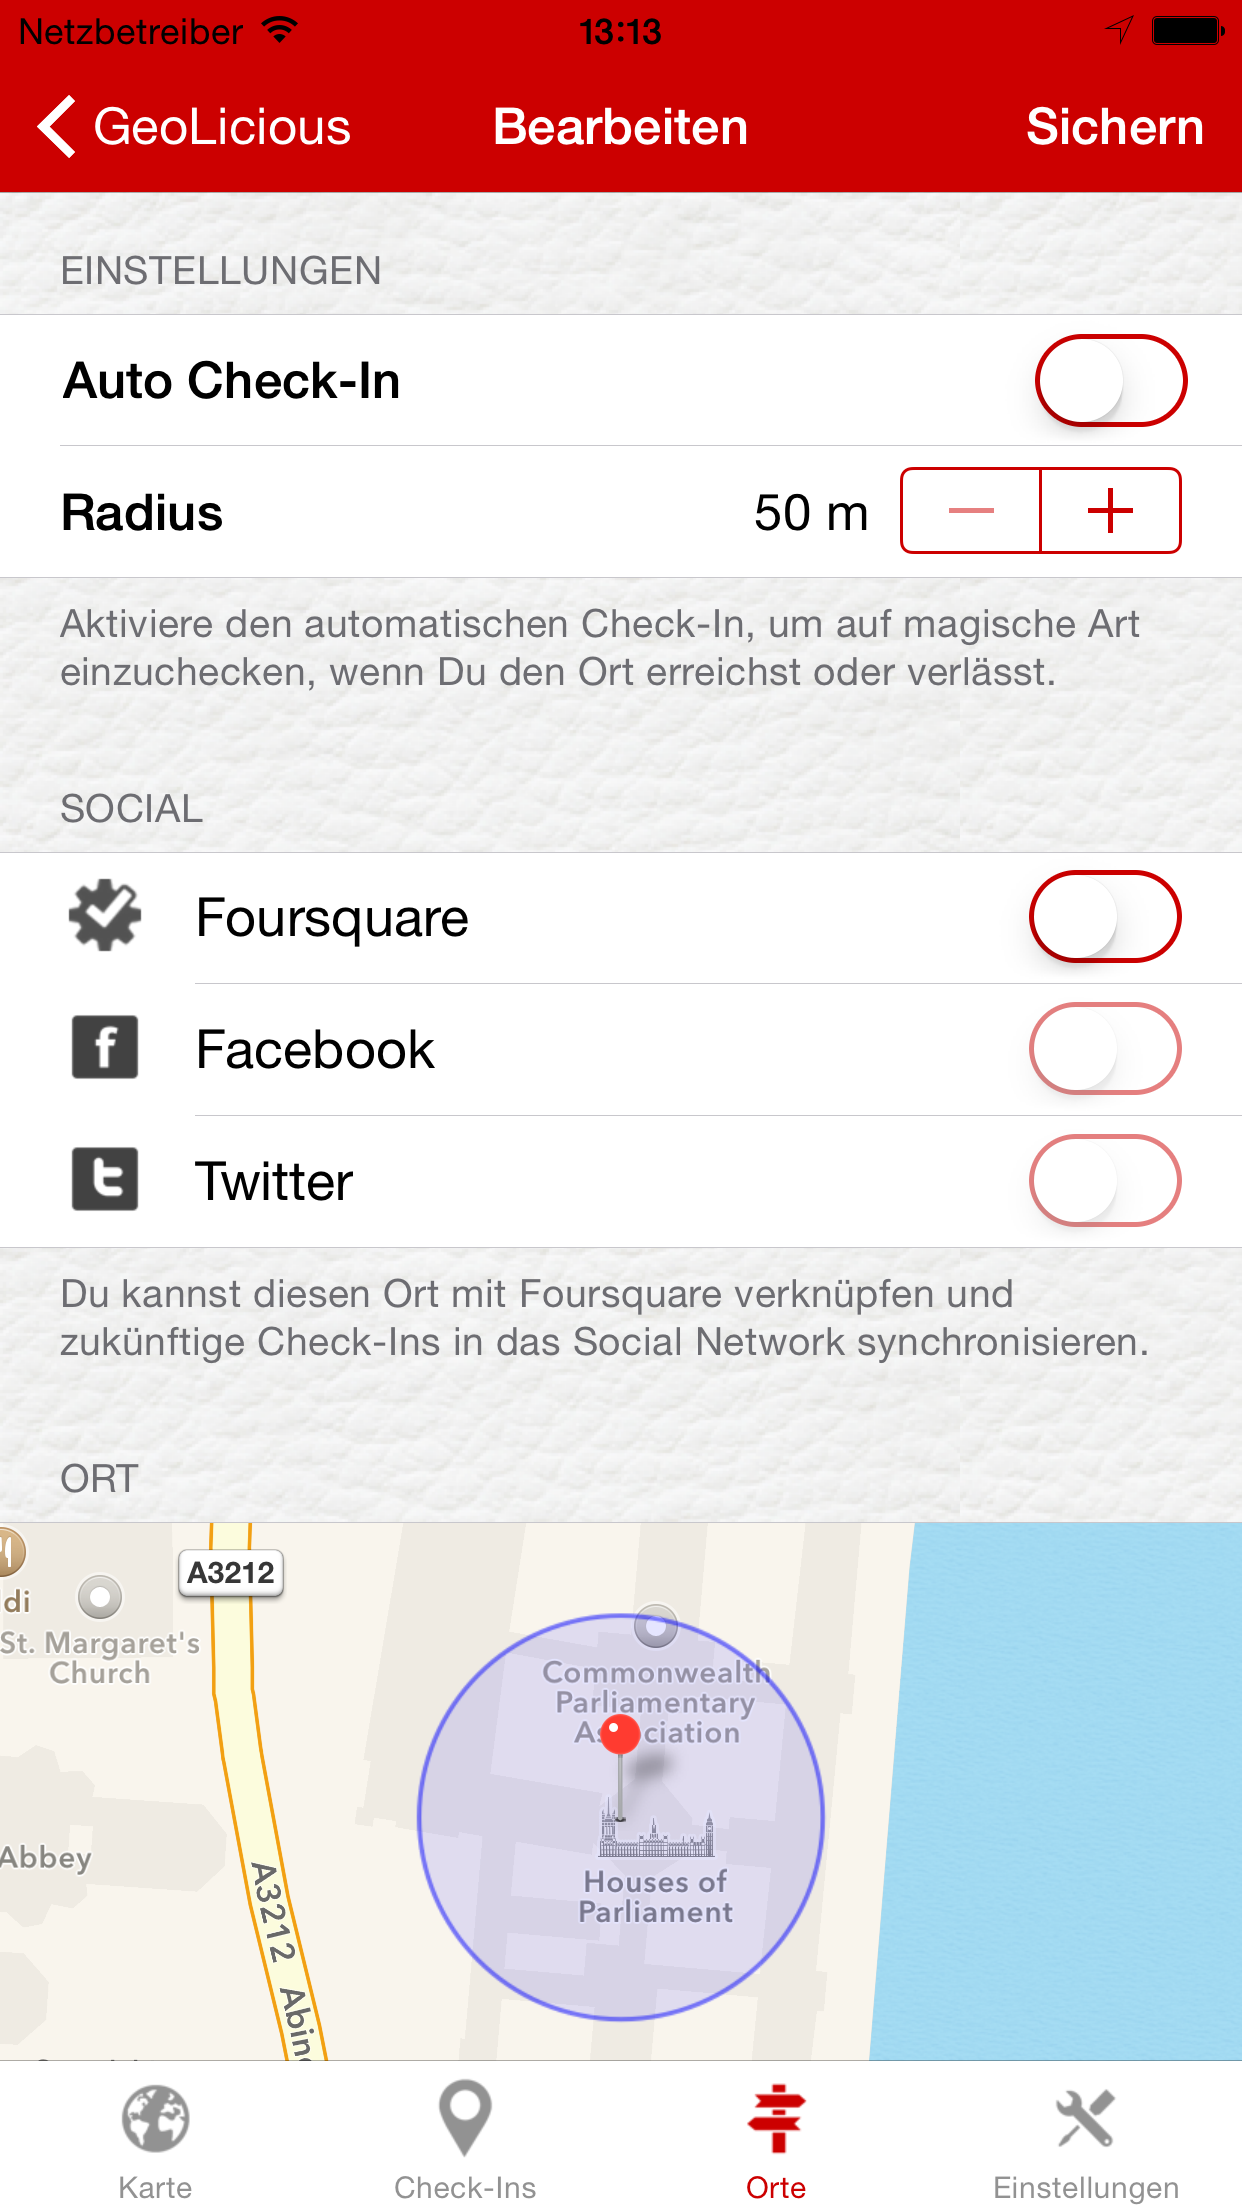 Netzbetreiber 13:13
GeoLicious Bearbeiten Sichern
EINSTELLUNGEN
Auto Check-In
Radius 50 m
Aktiviere den automatischen Check-In, um auf magische Art
einzuchecken, wenn Du den Ort erreichst oder verlässt.
SOCIAL
Foursquare
Facebook
Twitter
Du kannst diesen Ort mit Foursquare verknüpfen und
zukünftige Check-Ins in das Social Network synchronisieren.
ORT
A3212
di
St. Margaret's
Church
Commonwealth
Parliamentary
Abbey
A3212
Houses of
Parliament
Karte Check-Ins Orte Einstellungen